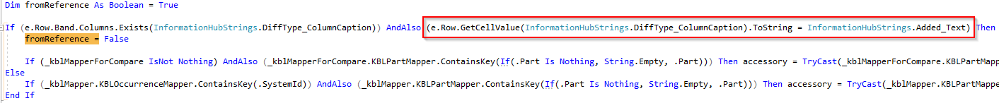 Dim fromReference As Boolean = True
If (e.Row.Band.Columns.Exists(InformationHubStrings.DiffType_ColumnCaption)) AndAlso (e.Row.GetCellValue(InformationHubStrings.DiffType_ColumnCaption).ToString = InformationHubStrings.Added_Text) Then
fromReference = False
If (_kblMapperForCompare IsNot Nothing) AndAlso (_kblMapperForCompare.KBLPartMapper.ContainsKey(If(.Part Is Nothing, String.Empty, .Part))) Then accessory = TryCast(_kblMapperForCompare.KBLPartMapp
Else
If (_kblMapper.KBLOccurrenceMapper.ContainsKey(.SystemId)) AndAlso (_kblMapper.KBLPartMapper.ContainsKey(If(.Part Is Nothing, String.Empty, .Part))) Then accessory = TryCast(_kblMapper.KBLPartMappe
End If